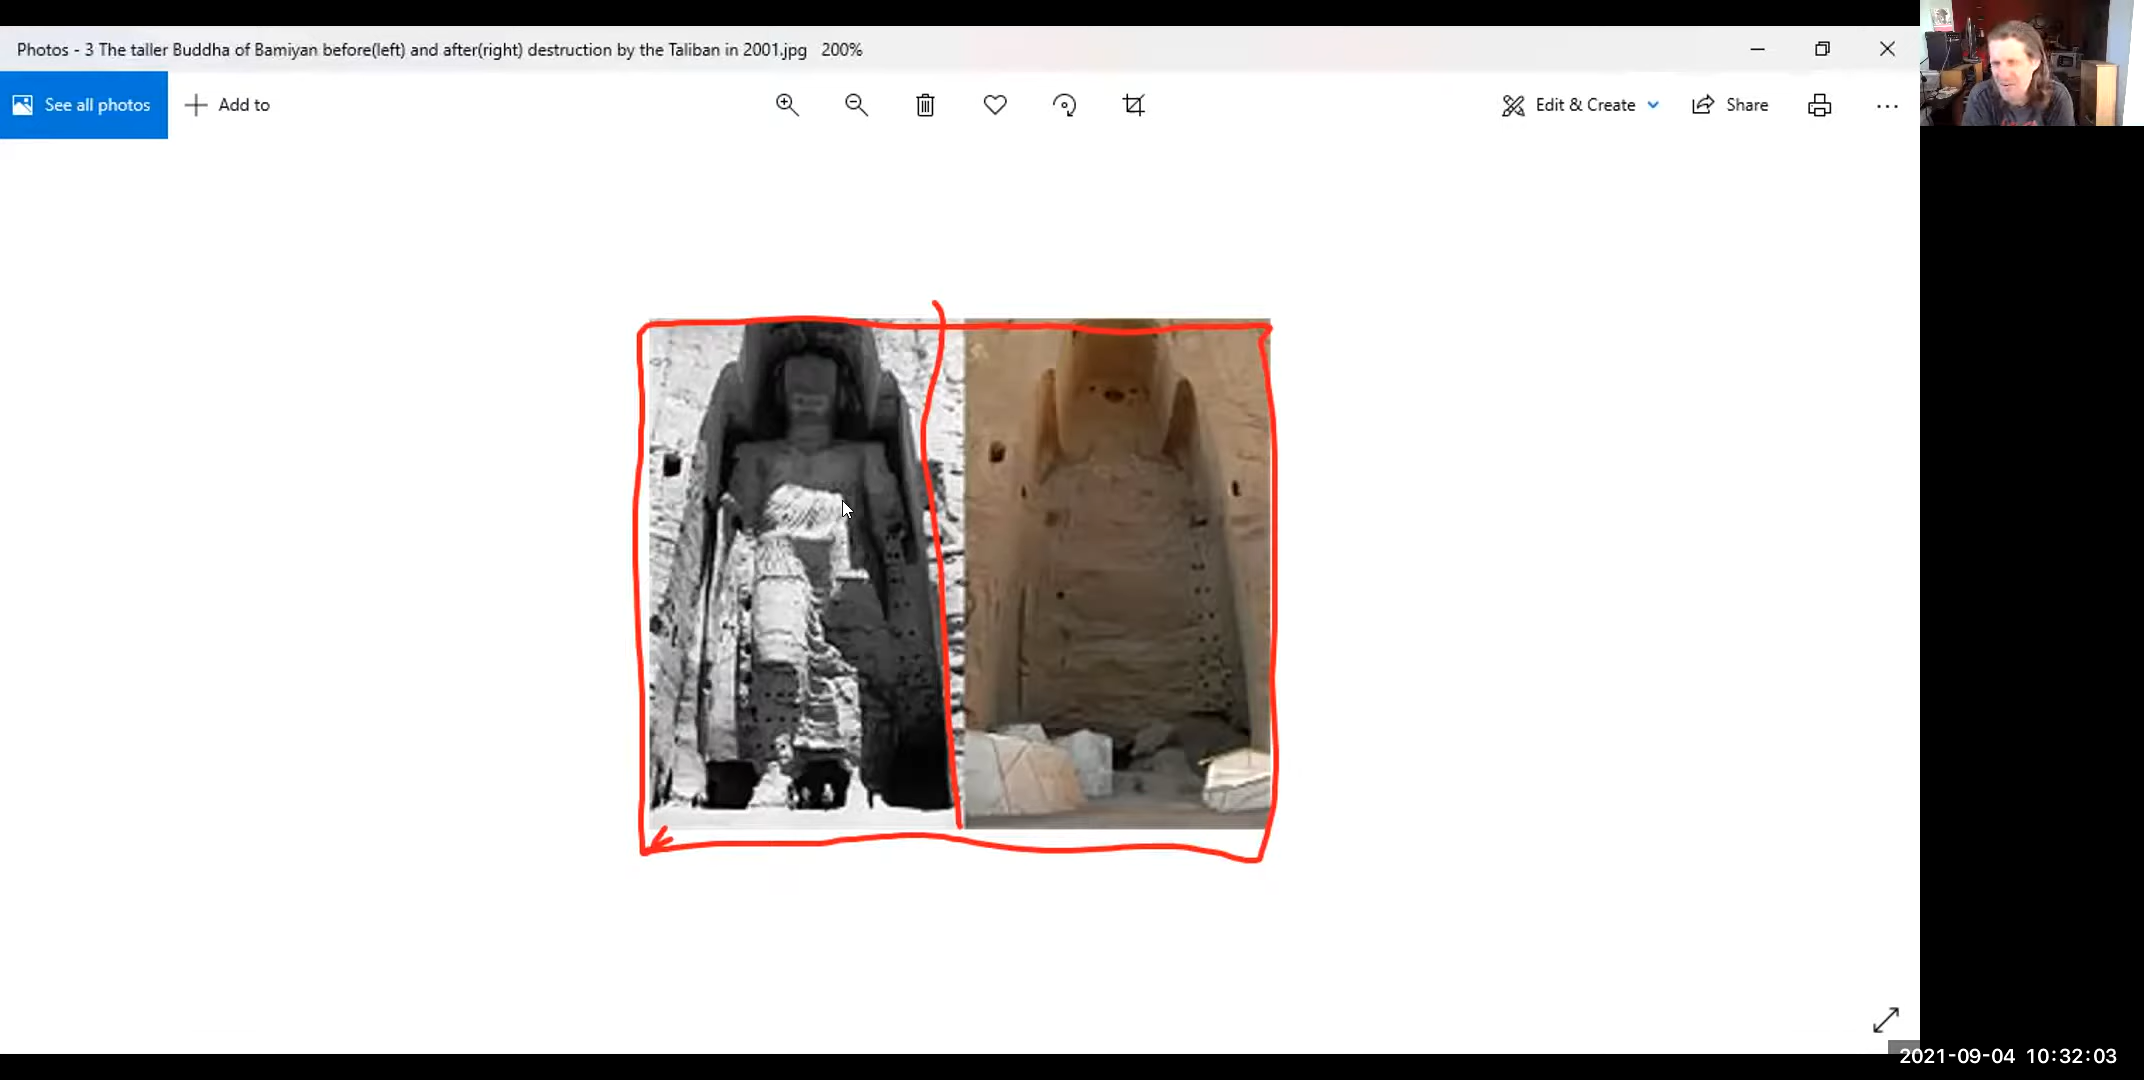 Photos - 3 The taller Buddha of Bamiyan before(left) and after(right) destruction by the Taliban in 2001.jpg   200%
See all photos
Add to
Edit & Create
Share
2021-09-04 10:32:03